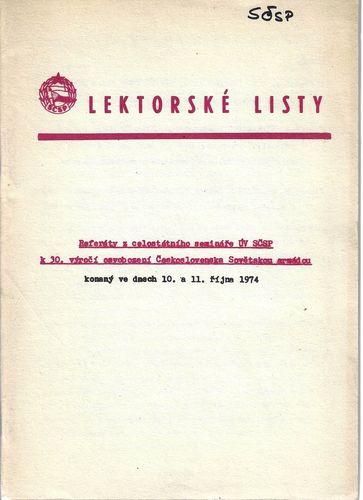 SČSP
SČSP
LEKTORSKÉ LISTY
Referáty z celostátního semináře ÚV SČSP
k 30. výročí osvobození Československa Sovětskou armádou
konaný ve dnech 10. a 11. října 1974